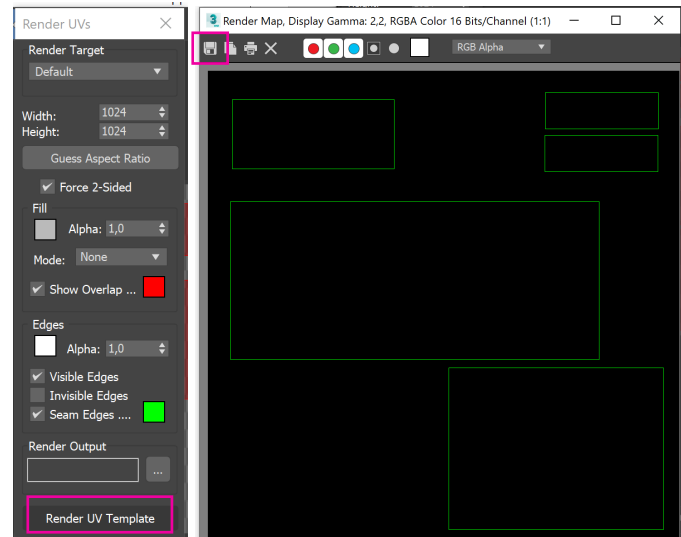 Render UVs
Render Target
Default
Width: 1024
Height: 1024
Guess Aspect Ratio
Force 2-Sided
Fill
Alpha: 1,0
Mode: None
Show Overlap ...
Edges
Alpha: 1,0
Visible Edges
Invisible Edges
Seam Edges ....
Render Output
...
Render UV Template
3 Render Map, Display Gamma: 2,2, RGBA Color 16 Bits/Channel (1:1)
RGB Alpha